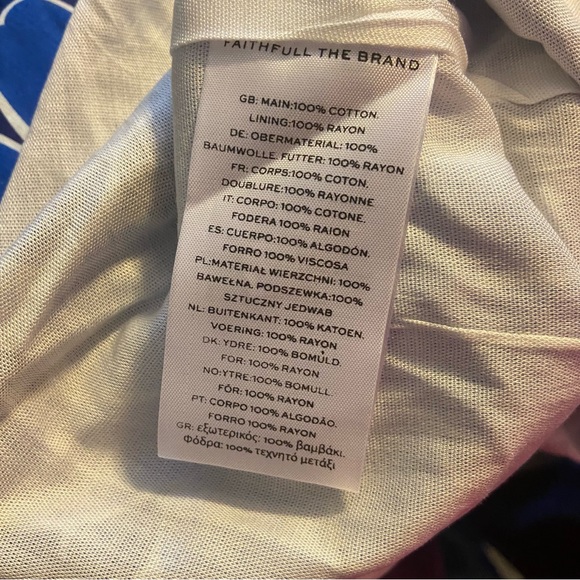 FAITHFULL THE BRAND
GB: MAIN:100% COTTON.
LINING:100% RAYON
DE: OBERMATERIAL: 100%
BAUMWOLLE. FUTTER: 100% RAYON
FR: CORPS:100% COTON.
DOUBLURE:100% RAYONNE
IT: CORPO: 100% COTONE.
FODERA 100% RAION
ES: CUERPO:100% ALGODÓN.
FORRO 100% VISCOSA
PL:MATERIAŁ WIERZCHNI: 100%
BAWEŁNA. PODSZEWKA:100%
SZTUCZNY JEDWAB
NL: BUITENKANT: 100% KATOEN.
VOERING: 100% RAYON
DK: YDRE: 100% BOMULD.
FOR: 100% RAYON
NO:YTRE:100% BOMULL.
FÓR: 100% RAYON
PT: CORPO 100% ALGODÃO.
FORRO 100% RAYON
GR: εξωτερικός: 100% βαμβάκι.
Φόδρα: 100% τεχνητό μετάξι